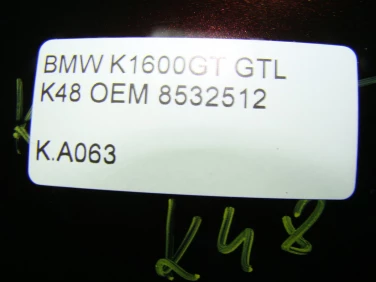 BMW K1600GT GTL
K48 OEM 8532512
K.A063
K48